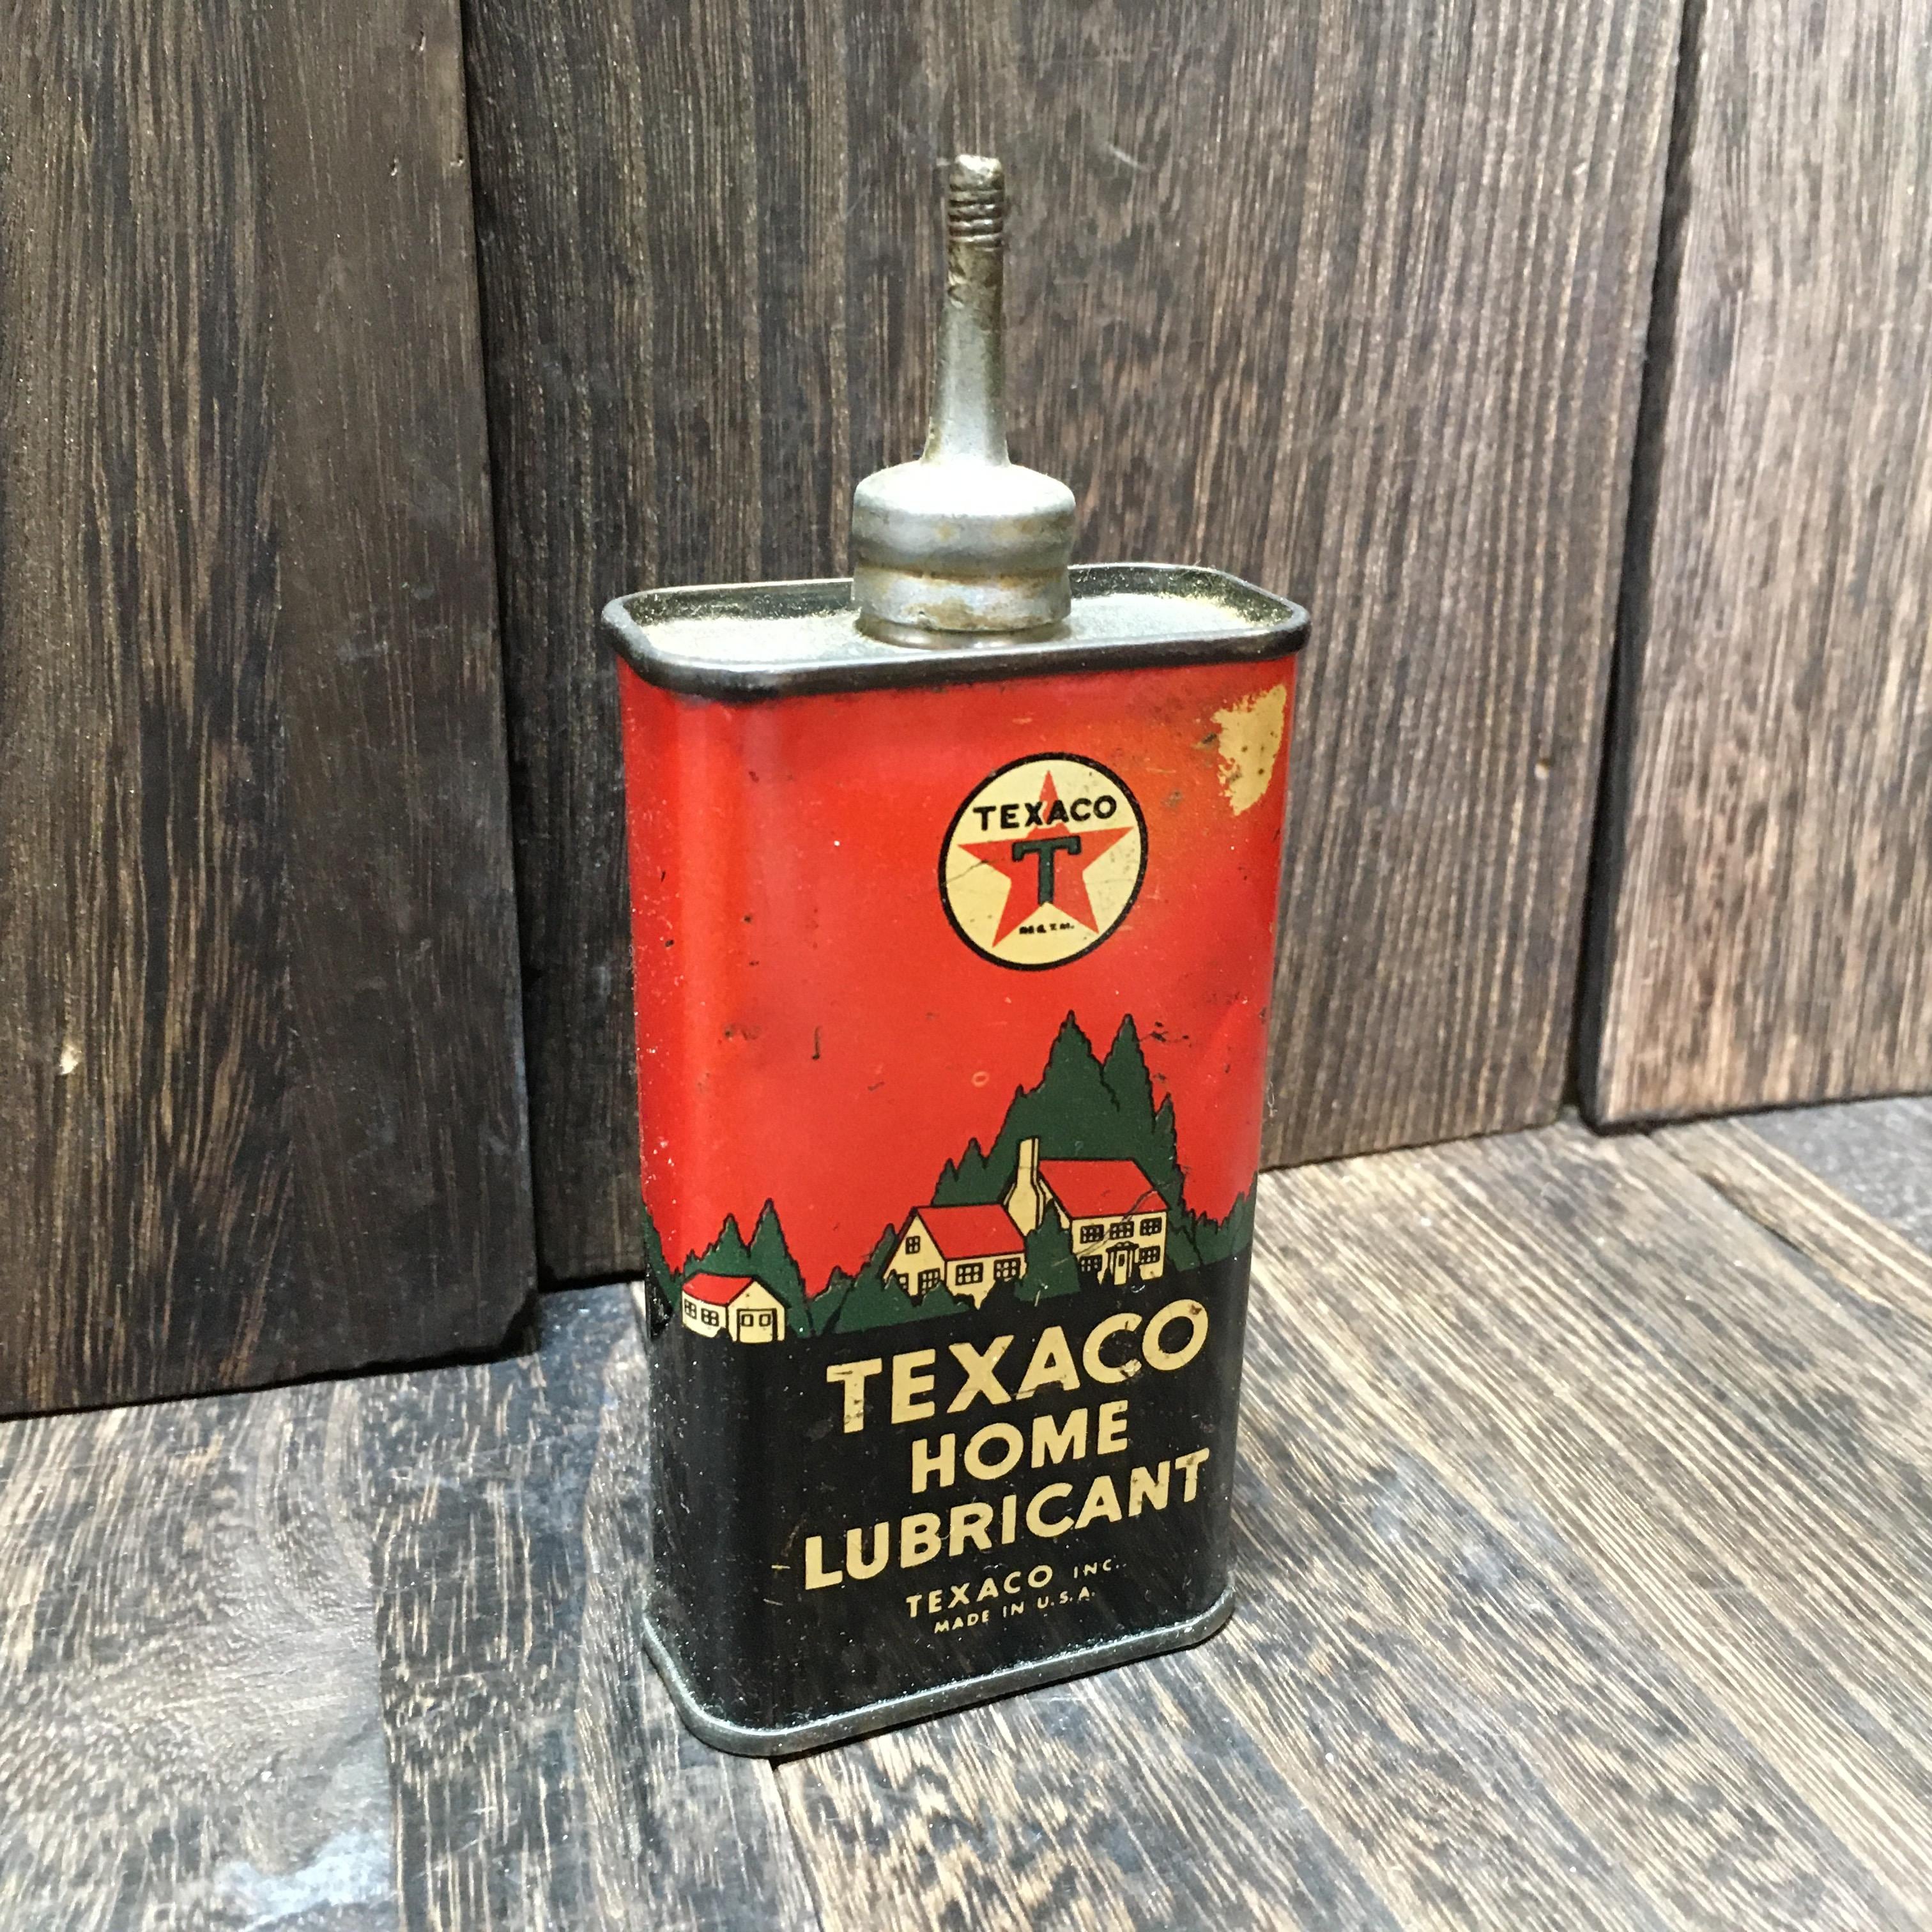 TEXACO
T
TEXACO
HOME
LUBRICANT
TEXACO INC.
MADE IN U.S.A.